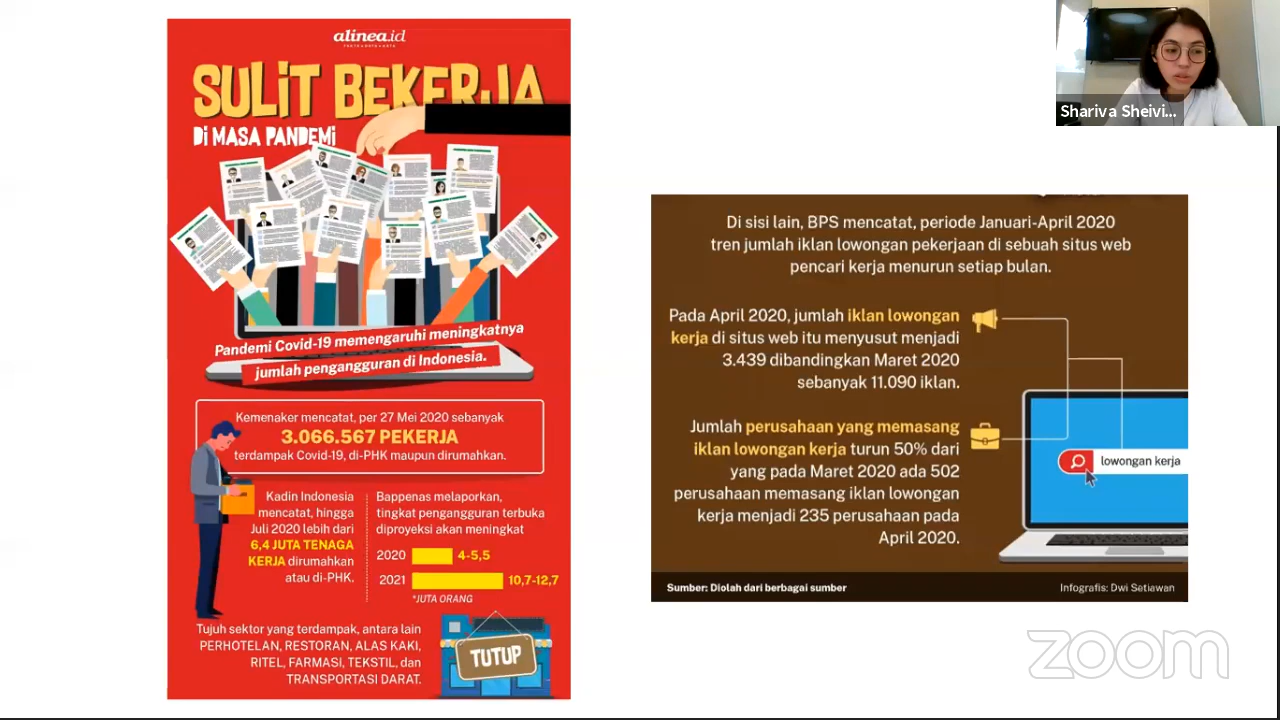 alinea.id
FAKTA • DATA • KATA
SULIT BEKERJA
DI MASA PANDEMI
Pandemi Covid-19 memengaruhi meningkatnya
jumlah pengangguran di Indonesia.
Kemenaker mencatat, per 27 Mei 2020 sebanyak
3.066.567 PEKERJA
terdampak Covid-19, di-PHK maupun dirumahkan.
Kadin Indonesia
mencatat, hingga
Juli 2020 lebih dari
6,4 JUTA TENAGA
KERJA dirumahkan
atau di-PHK.
Bappenas melaporkan,
tingkat pengangguran terbuka
diproyeksi akan meningkat
2020 4-5,5
2021 10,7-12,7
*JUTA ORANG
Tujuh sektor yang terdampak, antara lain
PERHOTELAN, RESTORAN, ALAS KAKI,
RITEL, FARMASI, TEKSTIL, dan
TRANSPORTASI DARAT.
TUTUP
Di sisi lain, BPS mencatat, periode Januari-April 2020
tren jumlah iklan lowongan pekerjaan di sebuah situs web
pencari kerja menurun setiap bulan.
Pada April 2020, jumlah iklan lowongan
kerja di situs web itu menyusut menjadi
3.439 dibandingkan Maret 2020
sebanyak 11.090 iklan.
Jumlah perusahaan yang memasang
iklan lowongan kerja turun 50% dari
yang pada Maret 2020 ada 502
perusahaan memasang iklan lowongan
kerja menjadi 235 perusahaan pada
April 2020.
lowongan kerja
Sumber: Diolah dari berbagai sumber
Infografis: Dwi Setiawan
Shariva Sheivi...
zoom